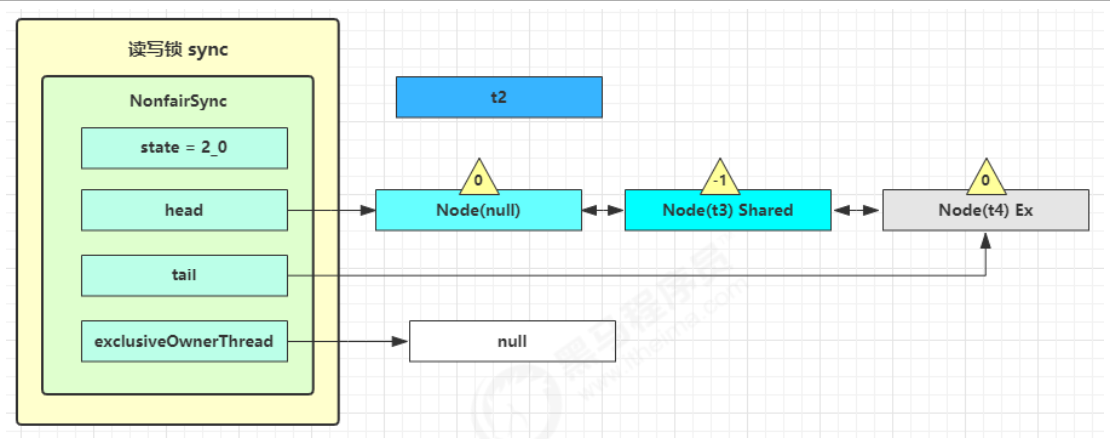 读写锁 sync
NonfairSync
t2
state = 2_0
0
-1
0
head
Node(null)
Node(t3) Shared
Node(t4) Ex
tail
exclusiveOwnerThread
null
黑马程序员
www.itheima.com